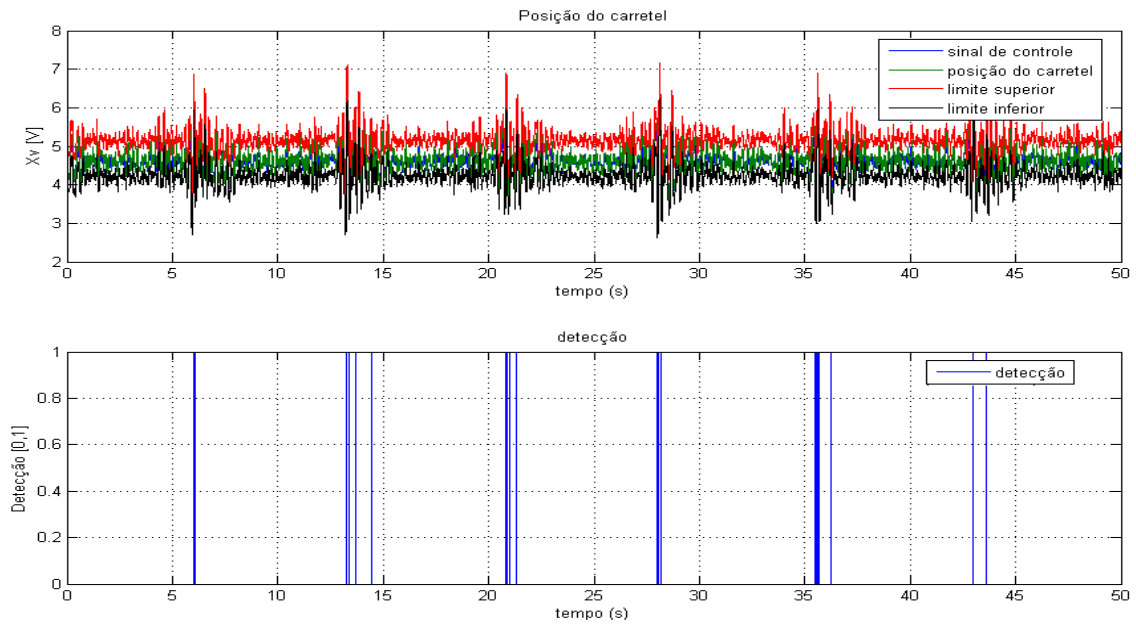 Posição do carretel
8
7
6
5
4
3
2
Xv [V]
sinal de controle
posição do carretel
limite superior
limite inferior
0 5 10 15 20 25 30 35 40 45 50
tempo (s)
detecção
1
0.8
0.6
0.4
0.2
0
Detecção [0,1]
detecção
0 5 10 15 20 25 30 35 40 45 50
tempo (s)